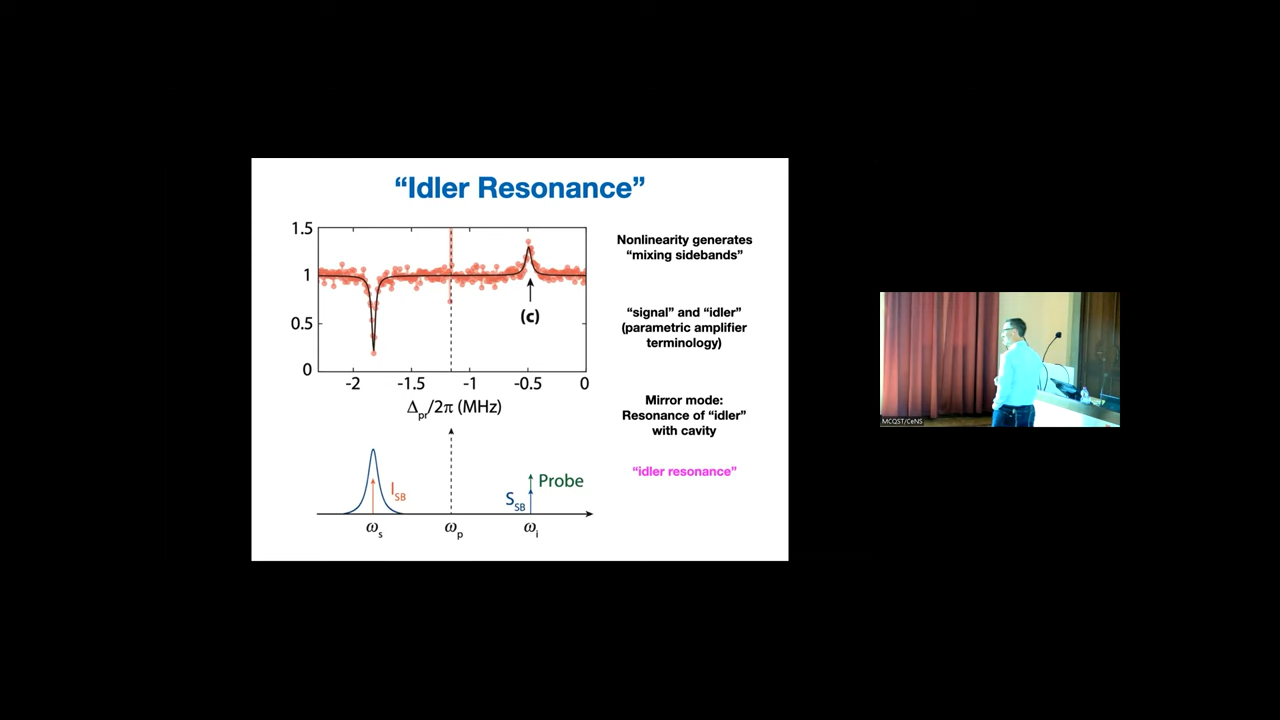 “Idler Resonance”
1.5
1
0.5
0
(c)
-2 -1.5 -1 -0.5 0
Δpr/2π (MHz)
ISB
SSB
Probe
ωs ωp ωi
Nonlinearity generates
“mixing sidebands”
“signal” and “idler”
(parametric amplifier
terminology)
Mirror mode:
Resonance of “idler”
with cavity
“idler resonance”
MCQST/CeNS